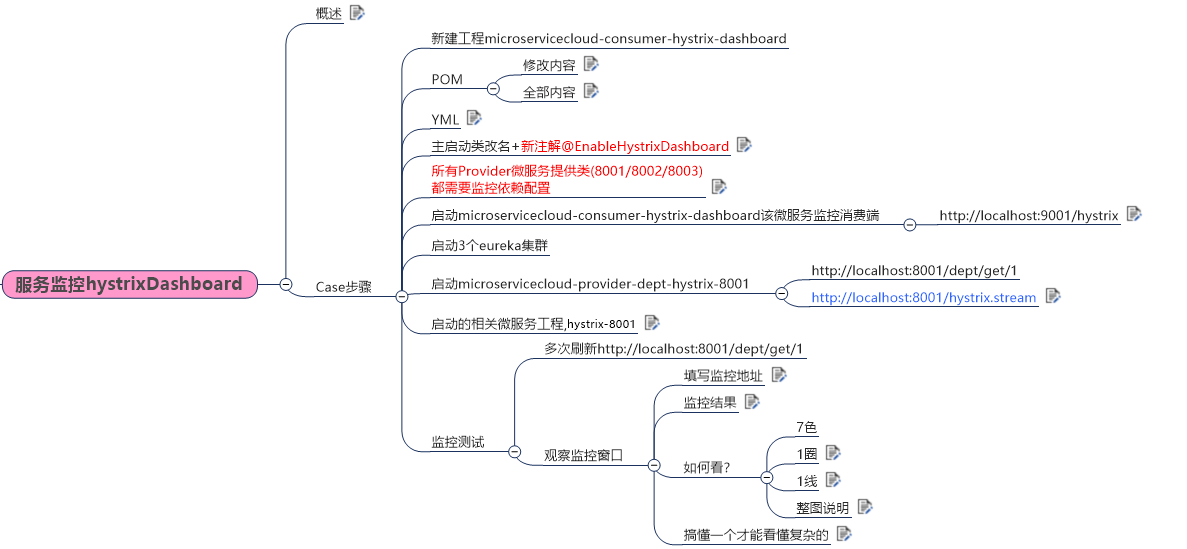 概述
新建工程microservicecloud-consumer-hystrix-dashboard
POM
修改内容
全部内容
YML
主启动类改名+新注解@EnableHystrixDashboard
所有Provider微服务提供类(8001/8002/8003)
都需要监控依赖配置
启动microservicecloud-consumer-hystrix-dashboard该微服务监控消费端
http://localhost:9001/hystrix
启动3个eureka集群
服务监控hystrixDashboard
Case步骤
启动microservicecloud-provider-dept-hystrix-8001
http://localhost:8001/dept/get/1
http://localhost:8001/hystrix.stream
启动的相关微服务工程,hystrix-8001
监控测试
多次刷新http://localhost:8001/dept/get/1
观察监控窗口
填写监控地址
监控结果
如何看?
7色
1圈
1线
整图说明
搞懂一个才能看懂复杂的